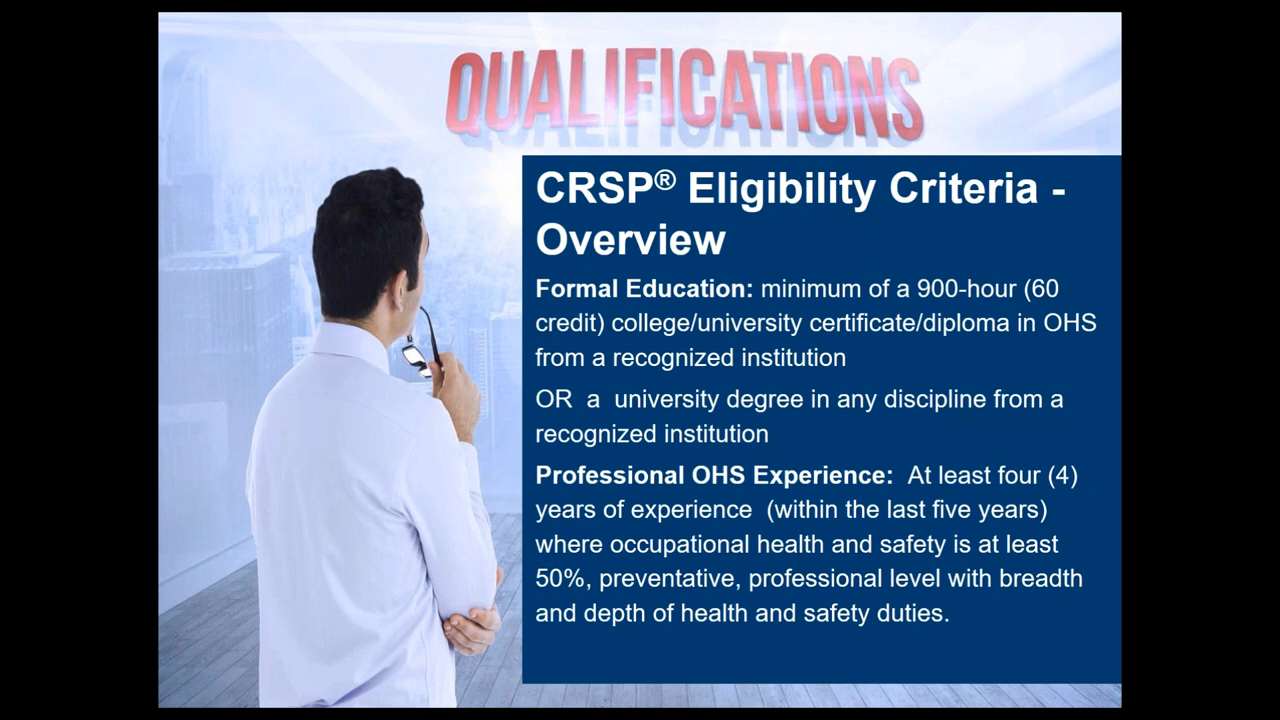 QUALIFICATIONS
CRSP® Eligibility Criteria -
Overview
Formal Education: minimum of a 900-hour (60
credit) college/university certificate/diploma in OHS
from a recognized institution
OR a university degree in any discipline from a
recognized institution
Professional OHS Experience: At least four (4)
years of experience (within the last five years)
where occupational health and safety is at least
50%, preventative, professional level with breadth
and depth of health and safety duties.